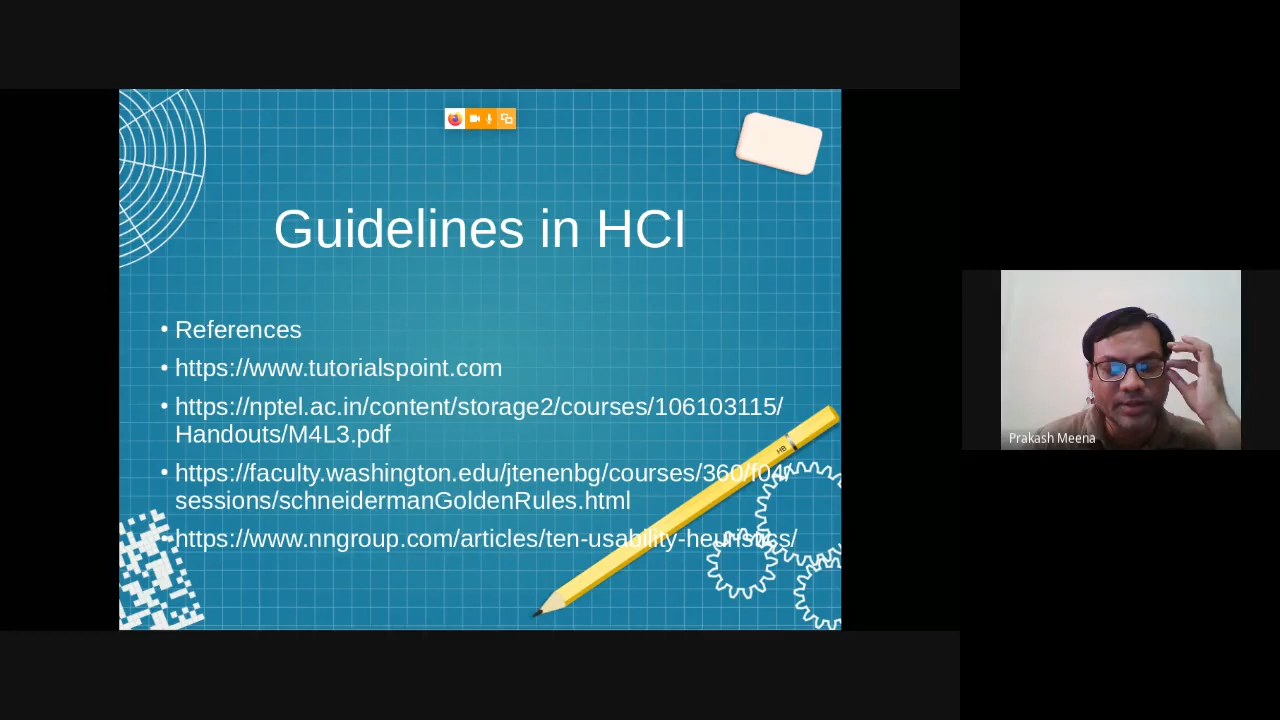 Guidelines in HCI
• References
• https://www.tutorialspoint.com
• https://nptel.ac.in/content/storage2/courses/106103115/
Handouts/M4L3.pdf
• https://faculty.washington.edu/jtenenbg/courses/360/f04/
sessions/schneidermanGoldenRules.html
• https://www.nngroup.com/articles/ten-usability-heuristics/
HB
Prakash Meena